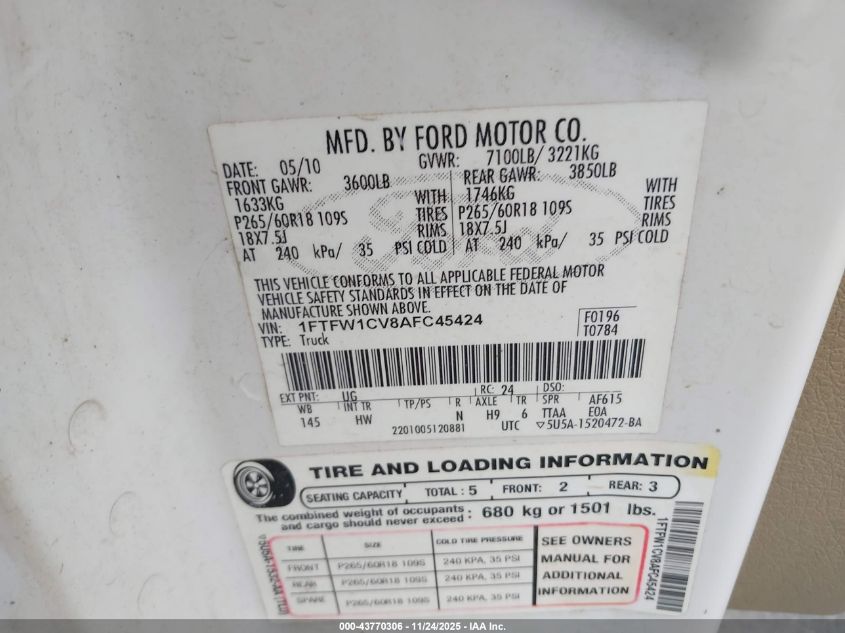 MFD. BY FORD MOTOR CO.
DATE: 05/10 GVWR: 7100LB/ 3221KG
FRONT GAWR: 3600LB REAR GAWR: 3850LB
1633KG WITH 1746KG WITH
P265/60R18 109S TIRES P265/60R18 109S TIRES
18X7.5J RIMS 18X7.5J RIMS
AT 240 kPa/ 35 PSI COLD AT 240 kPa/ 35 PSI COLD
THIS VEHICLE CONFORMS TO ALL APPLICABLE FEDERAL MOTOR
VEHICLE SAFETY STANDARDS IN EFFECT ON THE DATE OF
MANUFACTURE SHOWN ABOVE.
VIN: 1FTFW1CV8AFC45424 F0196
TYPE: Truck T0784
EXT PNT: UG RC: 24 DSO:
WB INT TR TP/PS R AXLE TR SPR AF615
145 HW N H9 6 TTAA E0A
2201005120881 UTC ▽5U5A-1520472-BA
TIRE AND LOADING INFORMATION
SEATING CAPACITY TOTAL : 5 FRONT: 2 REAR: 3
The combined weight of occupants and cargo should never exceed : 680 kg or 1501 lbs.
TIRE SIZE COLD TIRE PRESSURE
FRONT P265/60R18 109S 240 KPA, 35 PSI
REAR P265/60R18 109S 240 KPA, 35 PSI
SPARE P265/60R18 109S 240 KPA, 35 PSI
SEE OWNERS
MANUAL FOR
ADDITIONAL
INFORMATION
1FTFW1CV8AFC45424
000-43770306 - 11/24/2025 - IAA Inc.